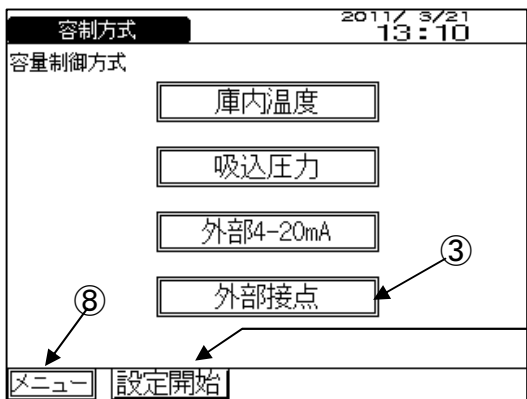 容制方式
2011/ 3/21
13:10
容量制御方式
庫内温度
吸込圧力
外部4-20mA
③
外部接点
⑧
メニュー 設定開始